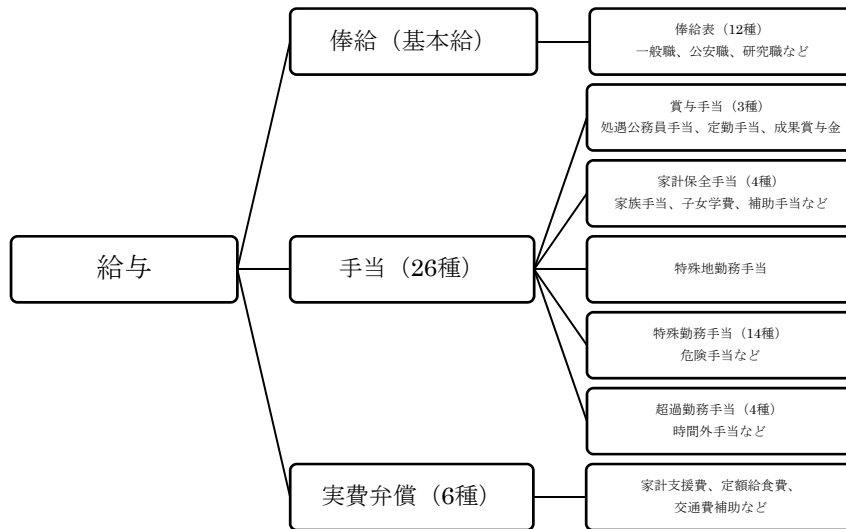 給与
俸給（基本給）
俸給表（12種）
一般職、公安職、研究職など
手当（26種）
賞与手当（3種）
処遇公務員手当、定勤手当、成果賞与金
家計保全手当（4種）
家族手当、子女学費、補助手当など
特殊地勤務手当
特殊勤務手当（14種）
危険手当など
超過勤務手当（4種）
時間外手当など
実費弁償（6種）
家計支援費、定額給食費、
交通費補助など